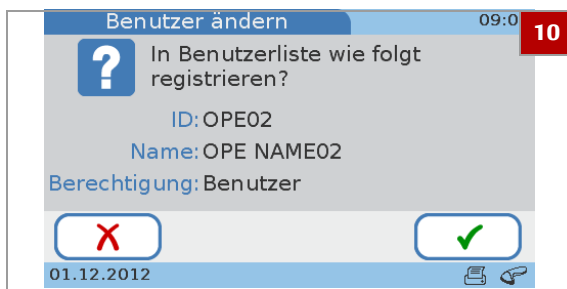 Benutzer ändern
09:0
10
In Benutzerliste wie folgt
registrieren?
ID: OPE02
Name: OPE NAME02
Berechtigung: Benutzer
01.12.2012